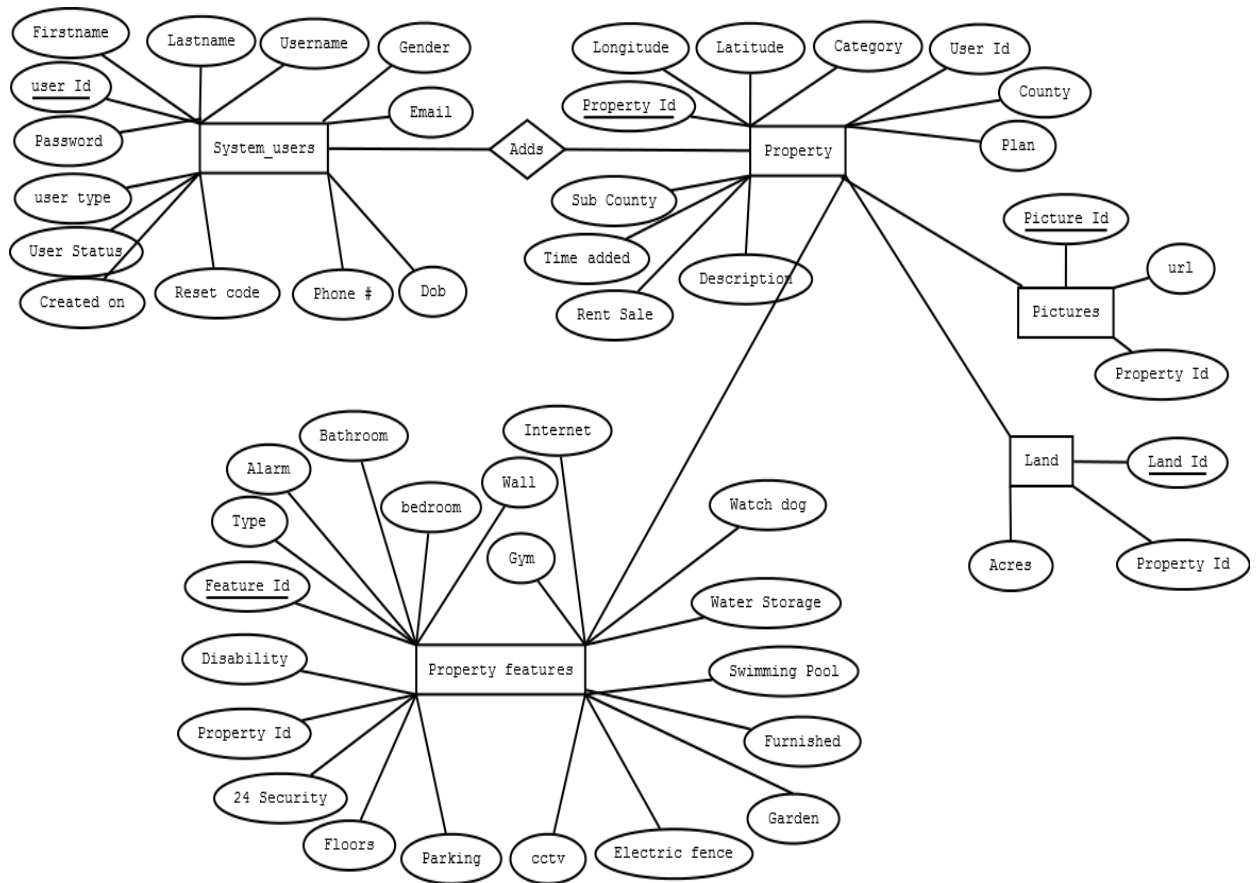 Firstname
Lastname
Username
Gender
Longitude
Latitude
Category
User Id
user Id
Email
Property Id
County
Password
System_users
Adds
Property
Plan
user type
Sub County
Picture Id
User Status
Time added
url
Created on
Reset code
Phone #
Dob
Description
Rent Sale
Pictures
Property Id
Bathroom
Internet
Alarm
Wall
Land
Land Id
Type
bedroom
Watch dog
Gym
Acres
Property Id
Feature Id
Water Storage
Disability
Property features
Swimming Pool
Property Id
Furnished
24 Security
Garden
Floors
Parking
cctv
Electric fence